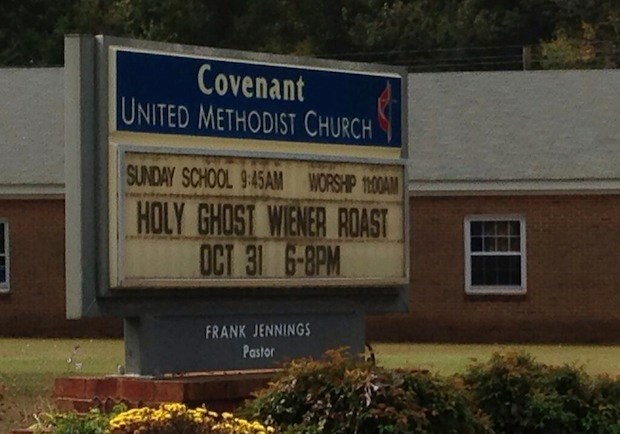 Covenant
UNITED METHODIST CHURCH
SUNDAY SCHOOL 9:45AM WORSHIP 11:00AM
HOLY GHOST WIENER ROAST
OCT 31 6-8PM
FRANK JENNINGS
Pastor